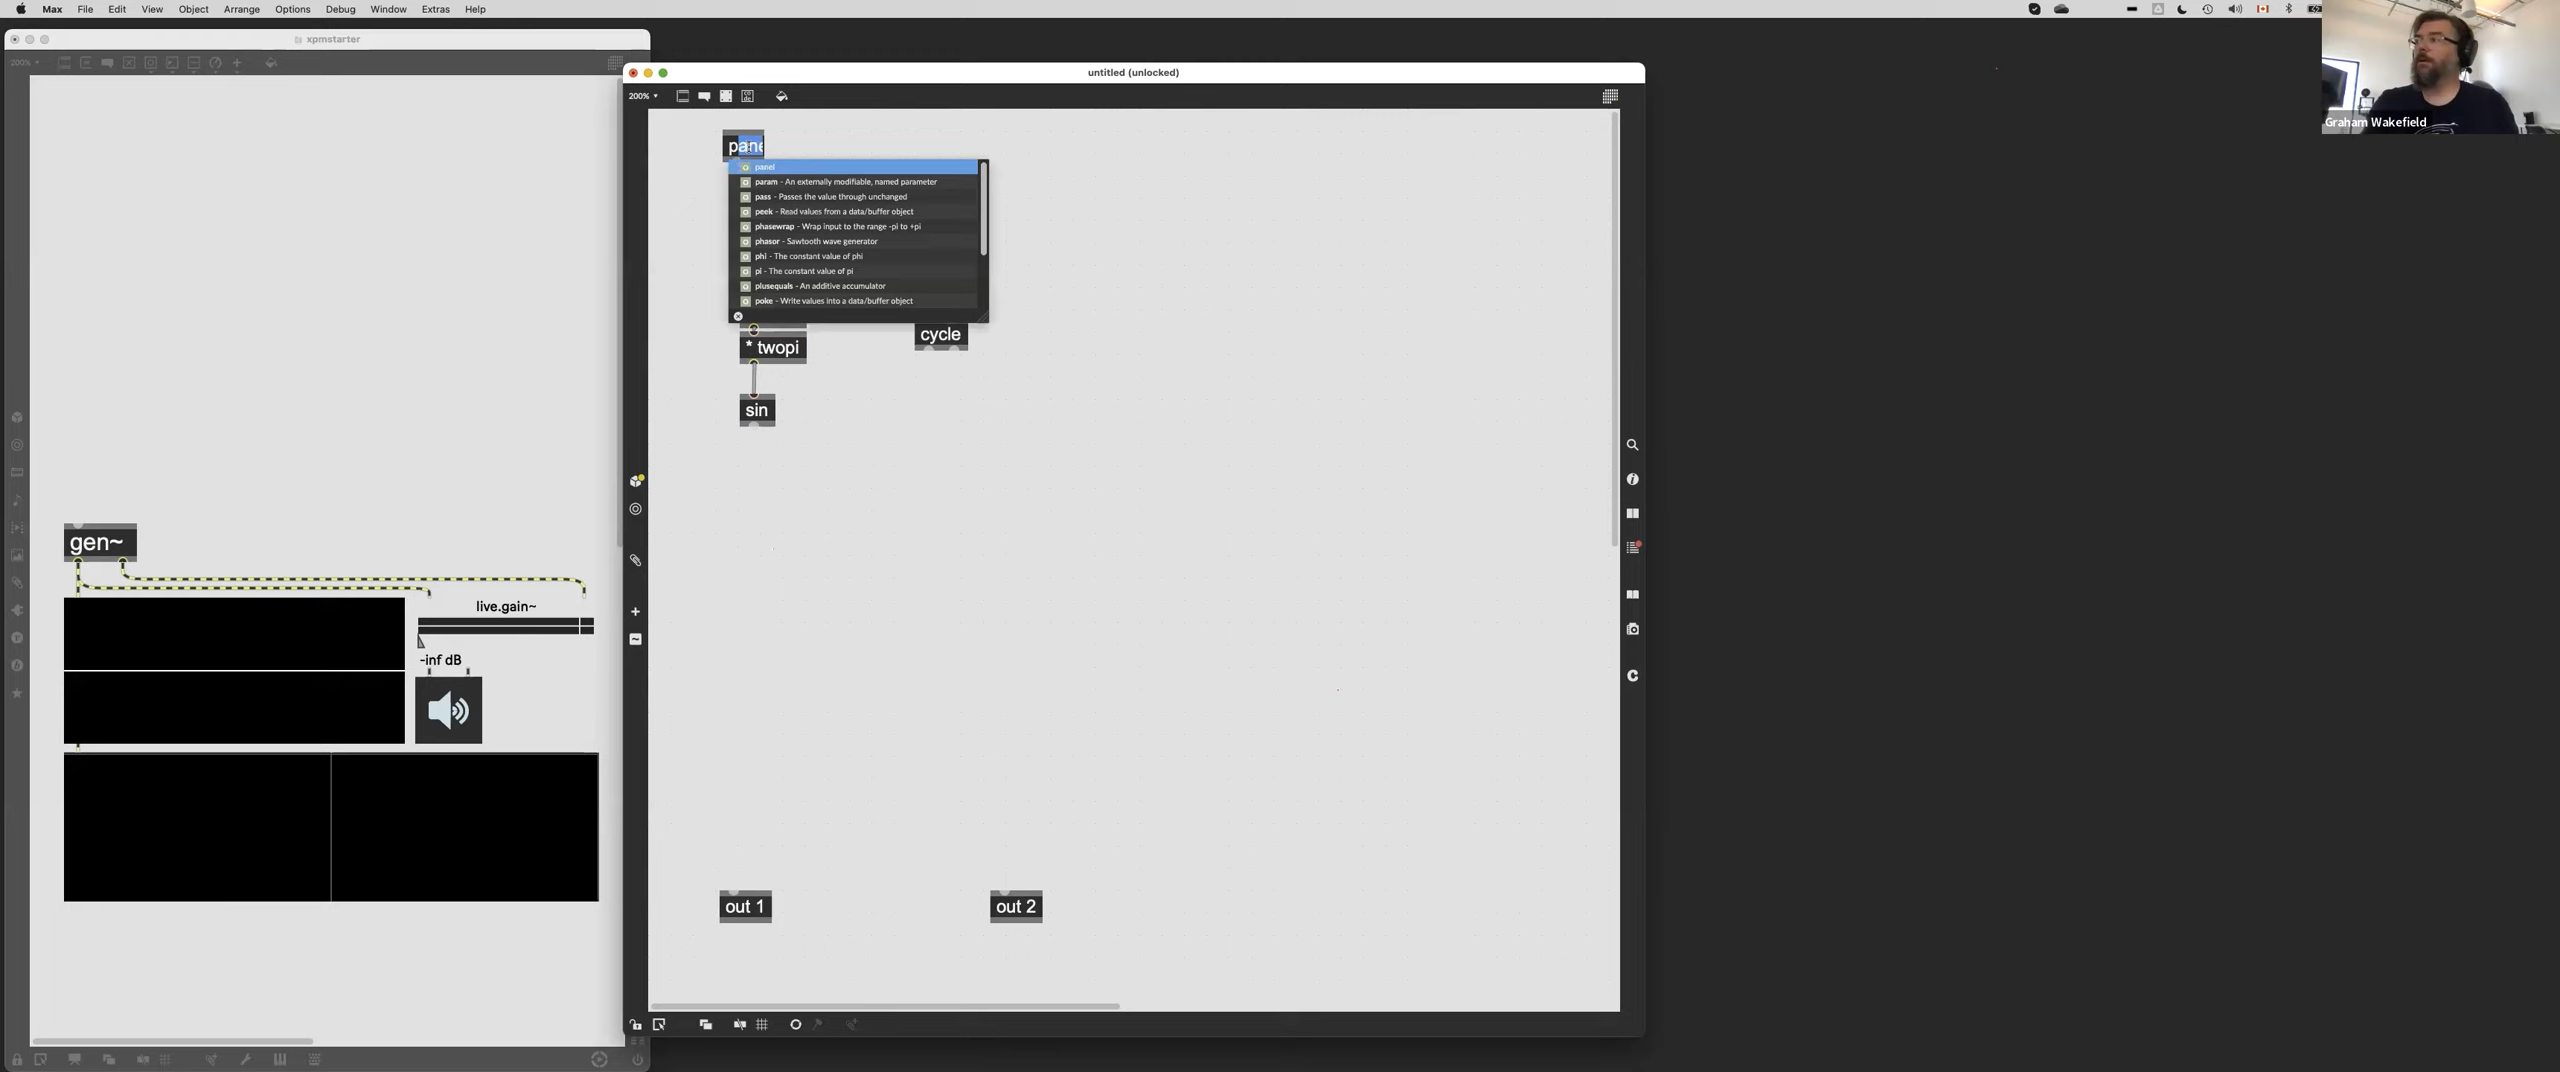 Max File Edit View Object Arrange Options Debug Window Extras Help
xpmstarter
200%
gen~
live.gain~
-inf dB
untitled (unlocked)
200%
pane
panel
param - An externally modifiable, named parameter
pass - Passes the value through unchanged
peek - Read values from a data/buffer object
phasewrap - Wrap input to the range -pi to +pi
phasor - Sawtooth wave generator
phi - The constant value of phi
pi - The constant value of pi
plusequals - An additive accumulator
poke - Write values into a data/buffer object
* twopi
cycle
sin
out 1
out 2
Graham Wakefield